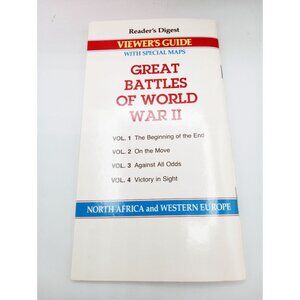 Reader's Digest
VIEWER'S GUIDE
WITH SPECIAL MAPS
GREAT
BATTLES
OF WORLD
WAR II
VOL. 1 The Beginning of the End
VOL. 2 On the Move
VOL. 3 Against All Odds
VOL. 4 Victory in Sight
NORTH AFRICA and WESTERN EUROPE